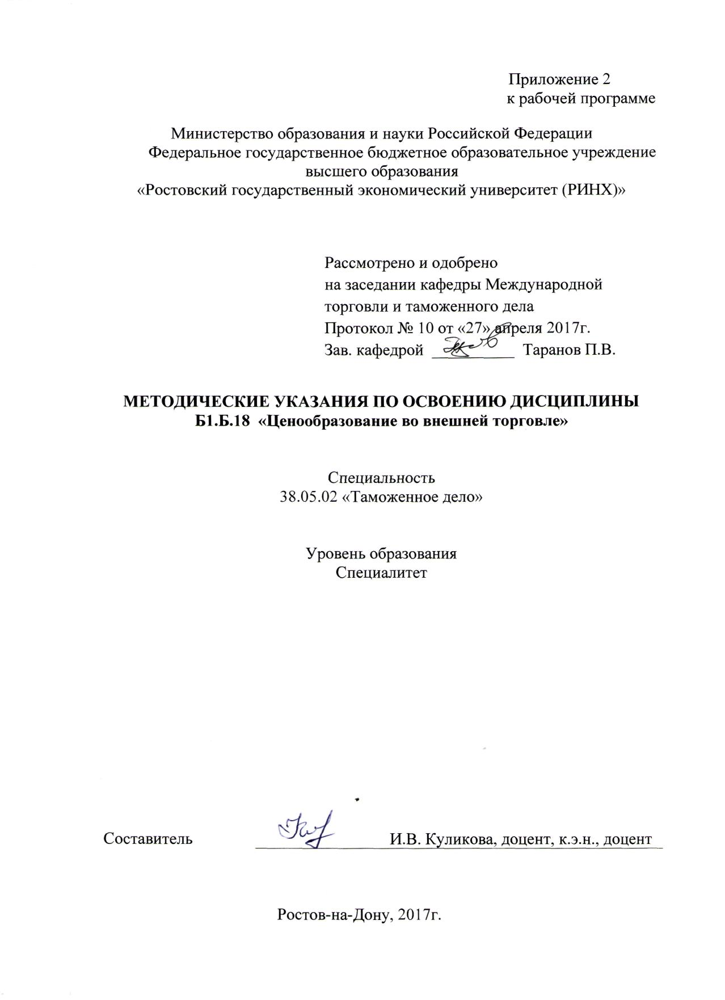 Приложение 2
к рабочей программе
Министерство образования и науки Российской Федерации
Федеральное государственное бюджетное образовательное учреждение
высшего образования
«Ростовский государственный экономический университет (РИНХ)»
Рассмотрено и одобрено
на заседании кафедры Международной
торговли и таможенного дела
Протокол № 10 от «27» апреля 2017г.
Зав. кафедрой ___________ Таранов П.В.
МЕТОДИЧЕСКИЕ УКАЗАНИЯ ПО ОСВОЕНИЮ ДИСЦИПЛИНЫ
Б1.Б.18 «Ценообразование во внешней торговле»
Специальность
38.05.02 «Таможенное дело»
Уровень образования
Специалитет
Составитель И.В. Куликова, доцент, к.э.н., доцент
Ростов-на-Дону, 2017г.